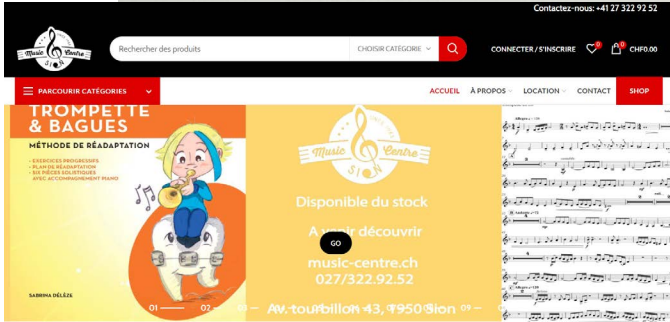 Contactez-nous: +41 27 322 92 52
Music Centre
SION
Rechercher des produits
CHOISIR CATÉGORIE
CONNECTER / S'INSCRIRE
0
0
CHF0.00
PARCOURIR CATÉGORIES
ACCUEIL
À PROPOS
LOCATION
CONTACT
SHOP
TROMPETTE
& BAGUES
MÉTHODE DE RÉADAPTATION
- EXERCICES PROGRESSIFS
- PLAN DE RÉADAPTATION
- DIX PIÈCES SOLISTIQUES
AVEC ACCOMPAGNEMENT PIANO
SABRINA DÉLÈZE
Music Centre
SION
Disponible du stock
A venir découvrir
GO
music-centre.ch
027/322.92.52
Av. tourbillon 43, 1950 Sion
01
02
03
09